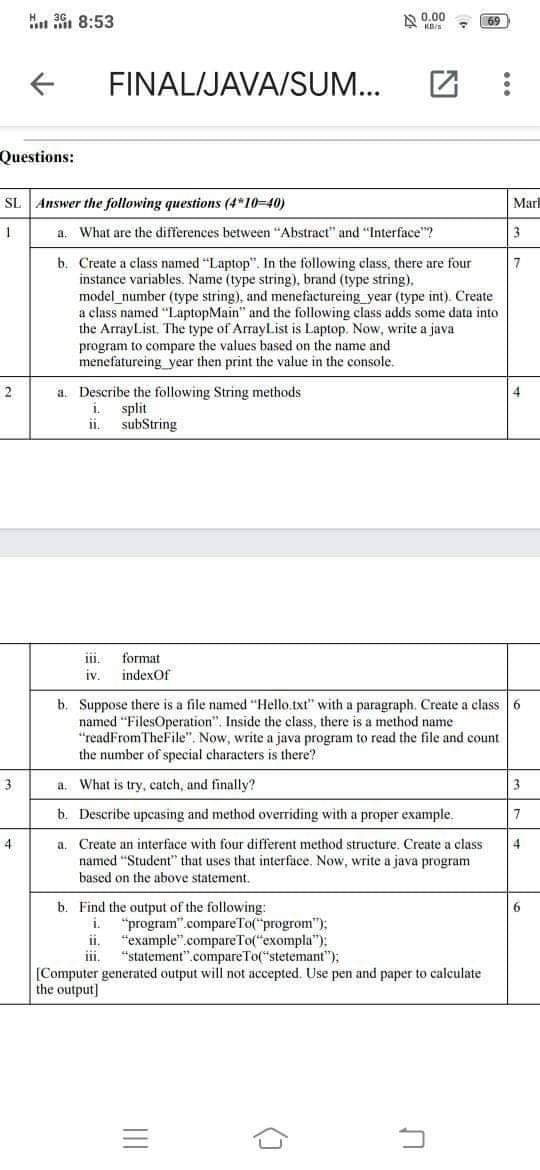 H 3G 8:53 0.00 KB/s 69
FINAL/JAVA/SUM...
Questions:
SL Answer the following questions (4*10=40) Mark
1 a. What are the differences between “Abstract” and “Interface”? 3
b. Create a class named “Laptop”. In the following class, there are four 7
instance variables. Name (type string), brand (type string),
model_number (type string), and menefactureing_year (type int). Create
a class named “LaptopMain” and the following class adds some data into
the ArrayList. The type of ArrayList is Laptop. Now, write a java
program to compare the values based on the name and
menefatureing_year then print the value in the console.
2 a. Describe the following String methods 4
i. split
ii. subString
iii. format
iv. indexOf
b. Suppose there is a file named “Hello.txt” with a paragraph. Create a class 6
named “FilesOperation”. Inside the class, there is a method name
“readFromTheFile”. Now, write a java program to read the file and count
the number of special characters is there?
3 a. What is try, catch, and finally? 3
b. Describe upcasing and method overriding with a proper example. 7
4 a. Create an interface with four different method structure. Create a class 4
named “Student” that uses that interface. Now, write a java program
based on the above statement.
b. Find the output of the following: 6
i. “program”.compareTo(“progrom”);
ii. “example”.compareTo(“exompla”);
iii. “statement”.compareTo(“stetemant”);
[Computer generated output will not accepted. Use pen and paper to calculate
the output]